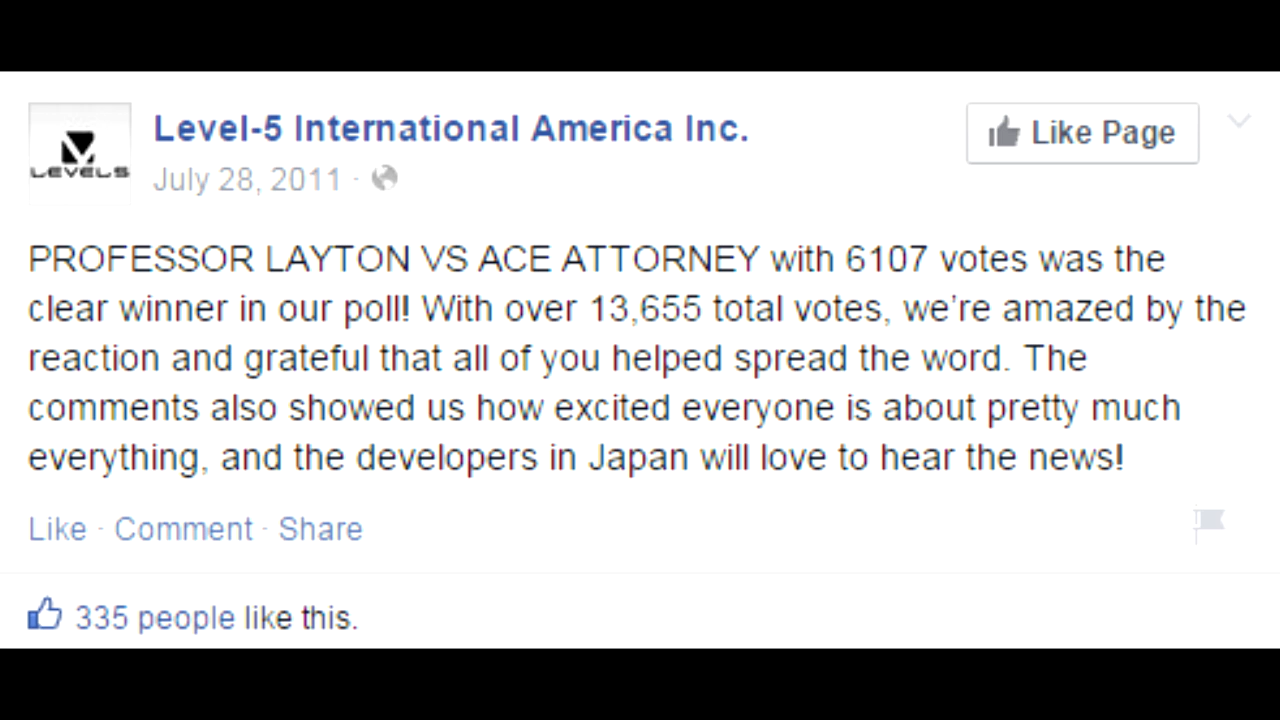 LEVEL5
Level-5 International America Inc.
Like Page
July 28, 2011 ·
PROFESSOR LAYTON VS ACE ATTORNEY with 6107 votes was the
clear winner in our poll! With over 13,655 total votes, we're amazed by the
reaction and grateful that all of you helped spread the word. The
comments also showed us how excited everyone is about pretty much
everything, and the developers in Japan will love to hear the news!
Like · Comment · Share
335 people like this.